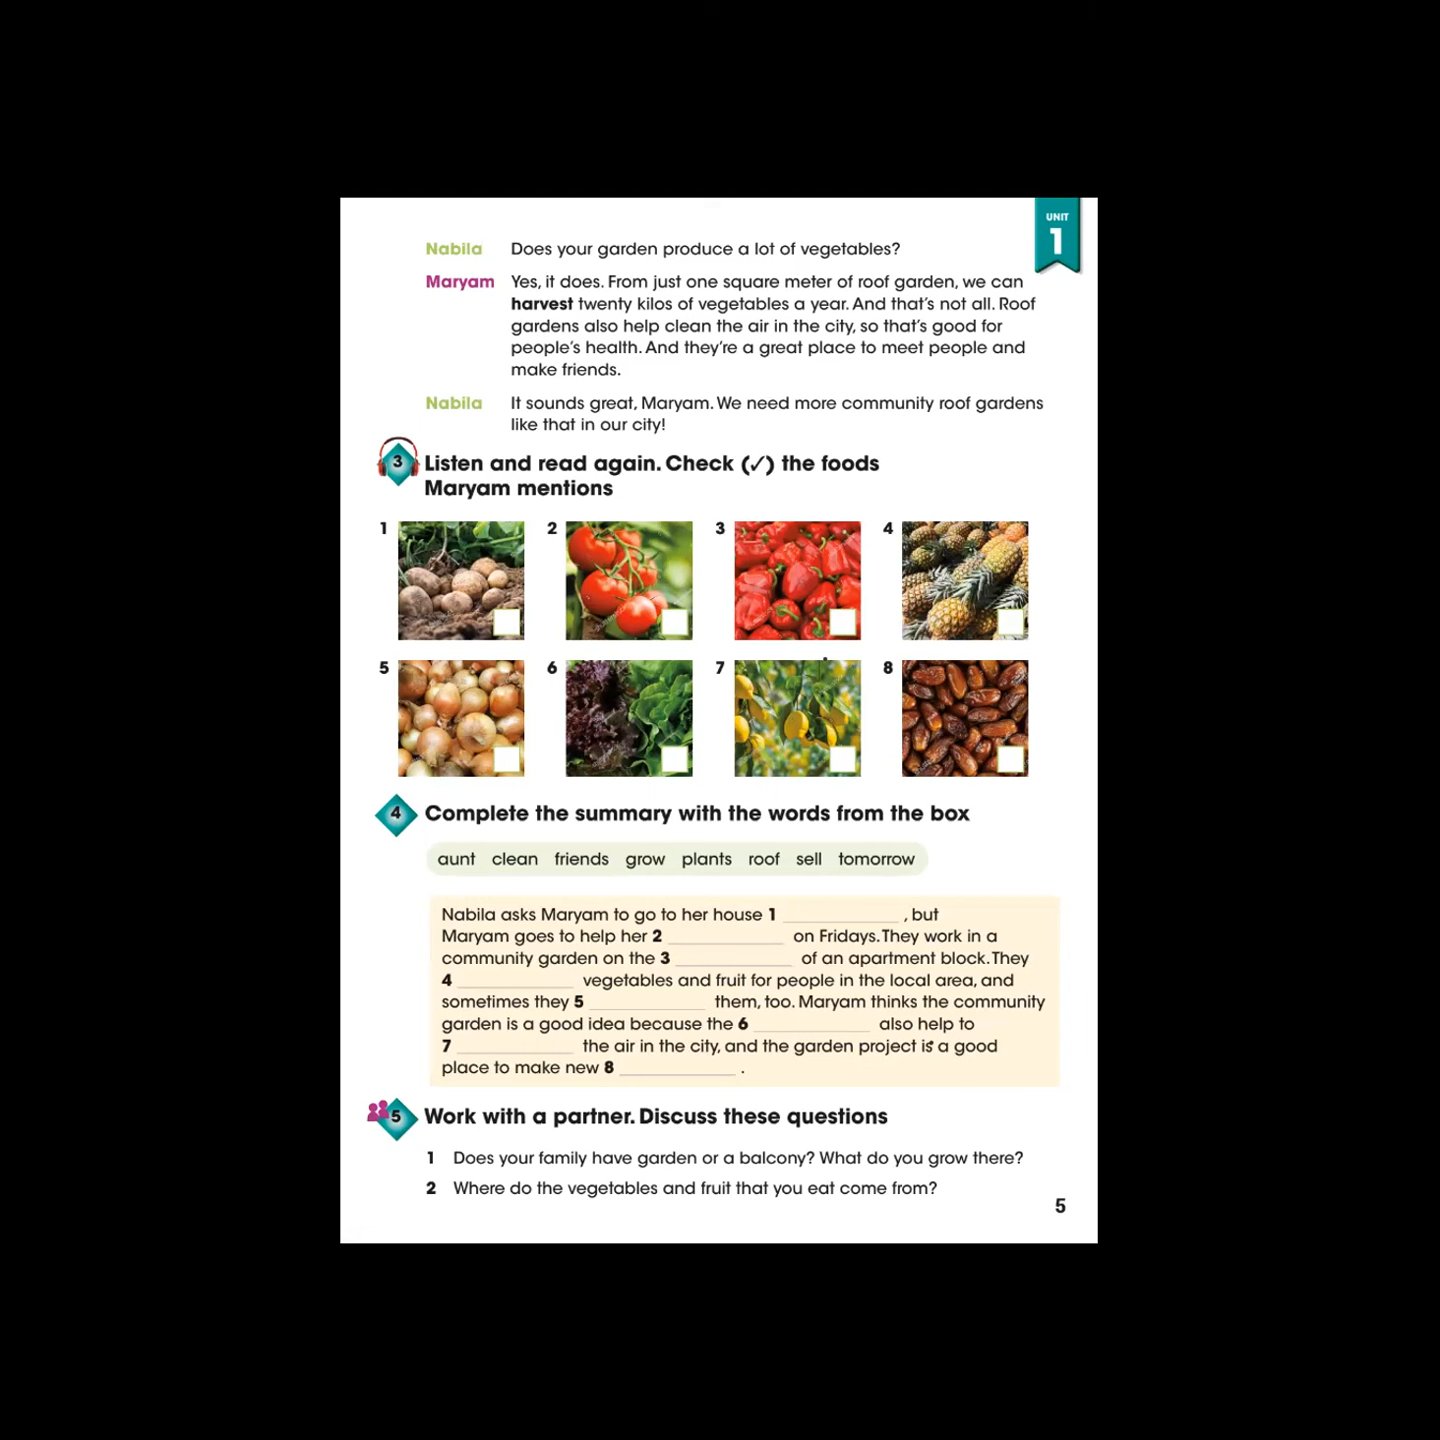 UNIT
1
Nabila Does your garden produce a lot of vegetables?
Maryam Yes, it does. From just one square meter of roof garden, we can
harvest twenty kilos of vegetables a year. And that's not all. Roof
gardens also help clean the air in the city, so that's good for
people's health. And they're a great place to meet people and
make friends.
Nabila It sounds great, Maryam. We need more community roof gardens
like that in our city!
3 Listen and read again. Check (✓) the foods
Maryam mentions
1 2 3 4
5 6 7 8
4 Complete the summary with the words from the box
aunt clean friends grow plants roof sell tomorrow
Nabila asks Maryam to go to her house 1 ____________ , but
Maryam goes to help her 2 ____________ on Fridays. They work in a
community garden on the 3 ____________ of an apartment block. They
4 ____________ vegetables and fruit for people in the local area, and
sometimes they 5 ____________ them, too. Maryam thinks the community
garden is a good idea because the 6 ____________ also help to
7 ____________ the air in the city, and the garden project is a good
place to make new 8 ____________ .
5 Work with a partner. Discuss these questions
1 Does your family have garden or a balcony? What do you grow there?
2 Where do the vegetables and fruit that you eat come from?
5